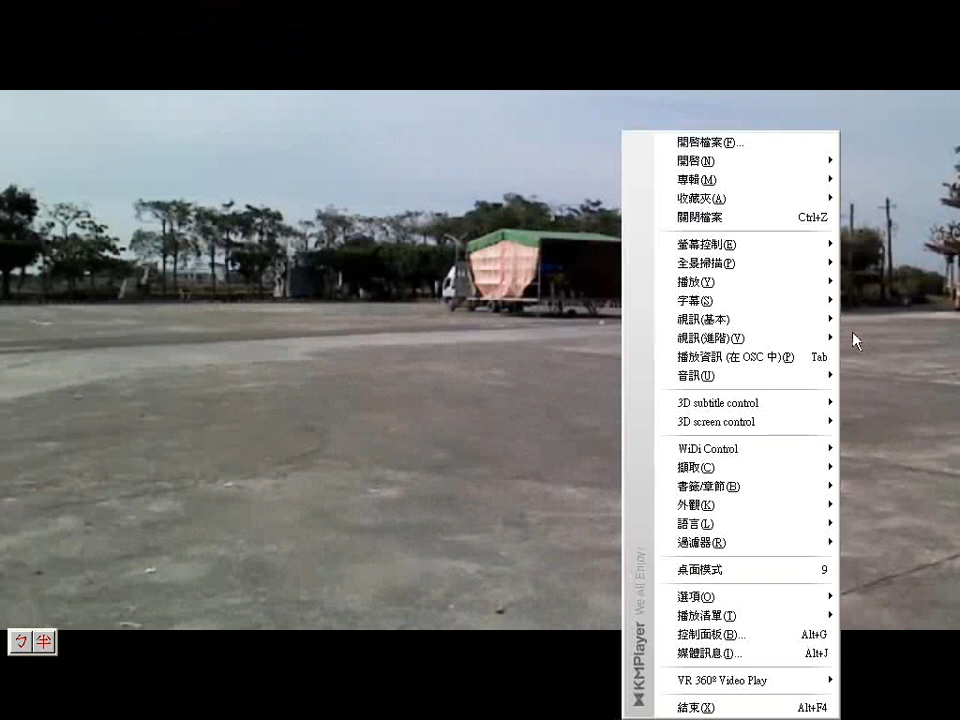 開啓檔案(F)...
開啓(N)
專輯(M)
收藏夾(A)
關閉檔案 Ctrl+Z
螢幕控制(E)
全景掃描(P)
播放(Y)
字幕(S)
視訊(基本)
視訊(進階)(V)
播放資訊 (在 OSC 中)(P) Tab
音訊(U)
3D subtitle control
3D screen control
WiDi Control
擷取(C)
書籤/章節(B)
外觀(K)
語言(L)
過濾器(R)
桌面模式 9
選項(O)
播放清單(T)
控制面板(B)... Alt+G
媒體訊息(I)... Alt+J
VR 360º Video Play
結束(X) Alt+F4
KMPlayer We All Enjoy!
ㄅ 半